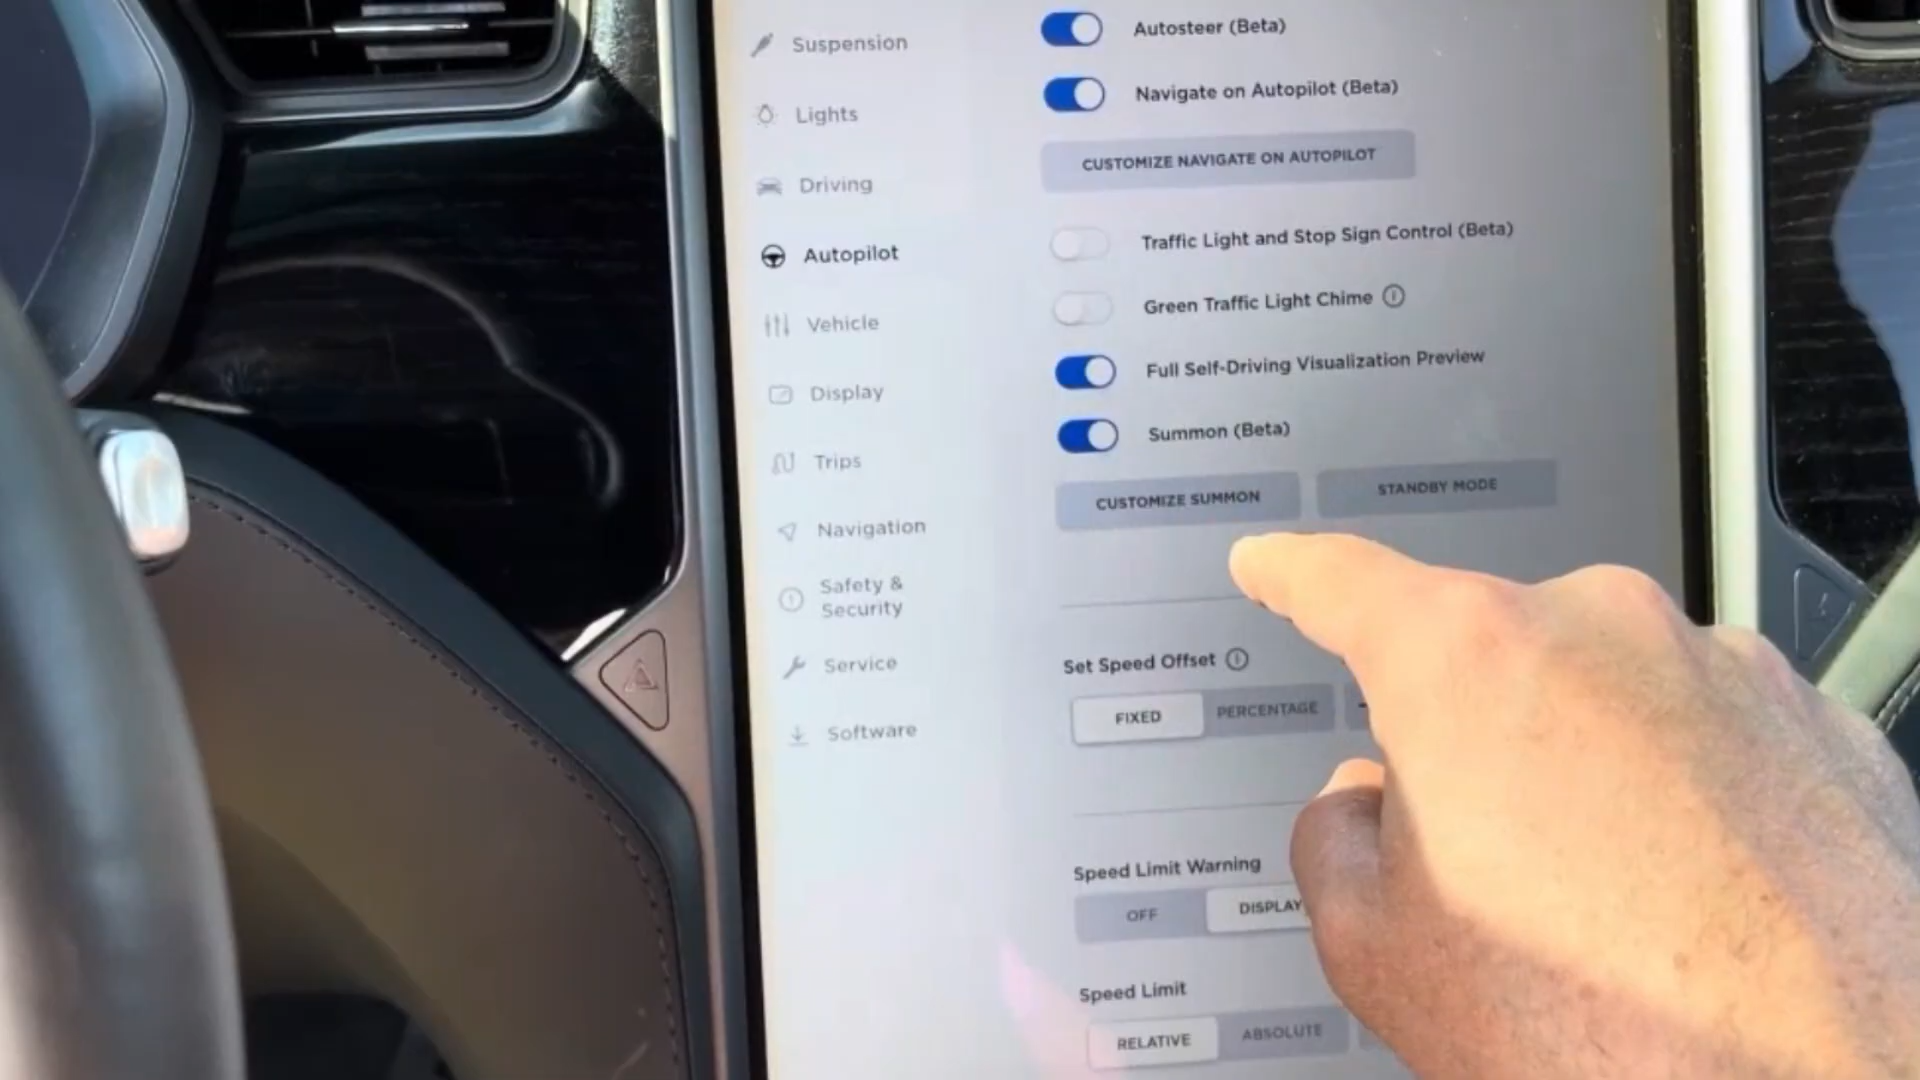 Suspension
Lights
Driving
Autopilot
Vehicle
Display
Trips
Navigation
Safety &
Security
Service
Software
Autosteer (Beta)
Navigate on Autopilot (Beta)
CUSTOMIZE NAVIGATE ON AUTOPILOT
Traffic Light and Stop Sign Control (Beta)
Green Traffic Light Chime
Full Self-Driving Visualization Preview
Summon (Beta)
CUSTOMIZE SUMMON STANDBY MODE
Set Speed Offset
FIXED PERCENTAGE
Speed Limit Warning
OFF DISPLAY
Speed Limit
RELATIVE ABSOLUTE